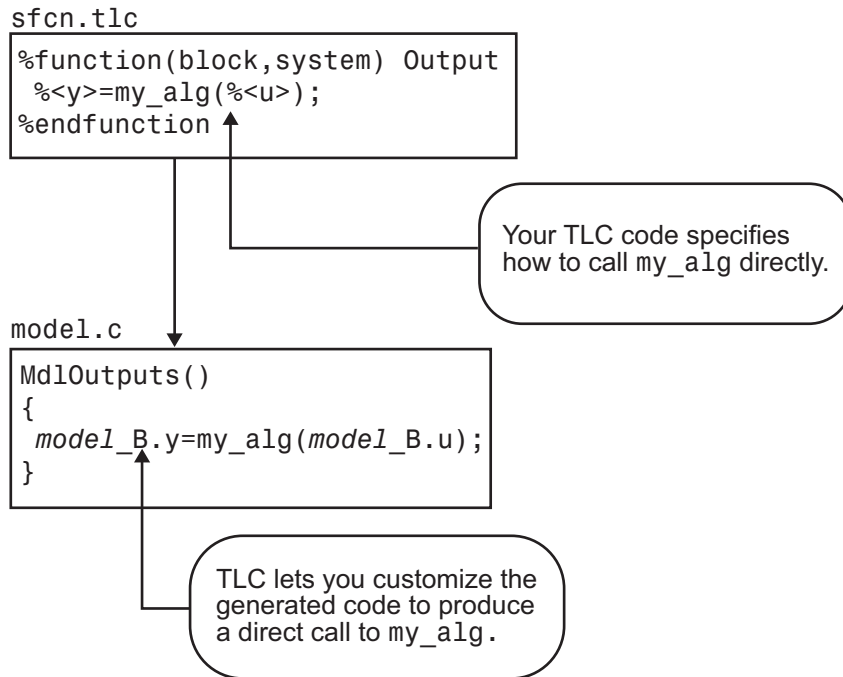 sfcn.tlc
%function(block,system) Output
%<y>=my_alg(%<u>);
%endfunction
Your TLC code specifies
how to call my_alg directly.
model.c
MdlOutputs()
{
model_B.y=my_alg(model_B.u);
}
TLC lets you customize the
generated code to produce
a direct call to my_alg.